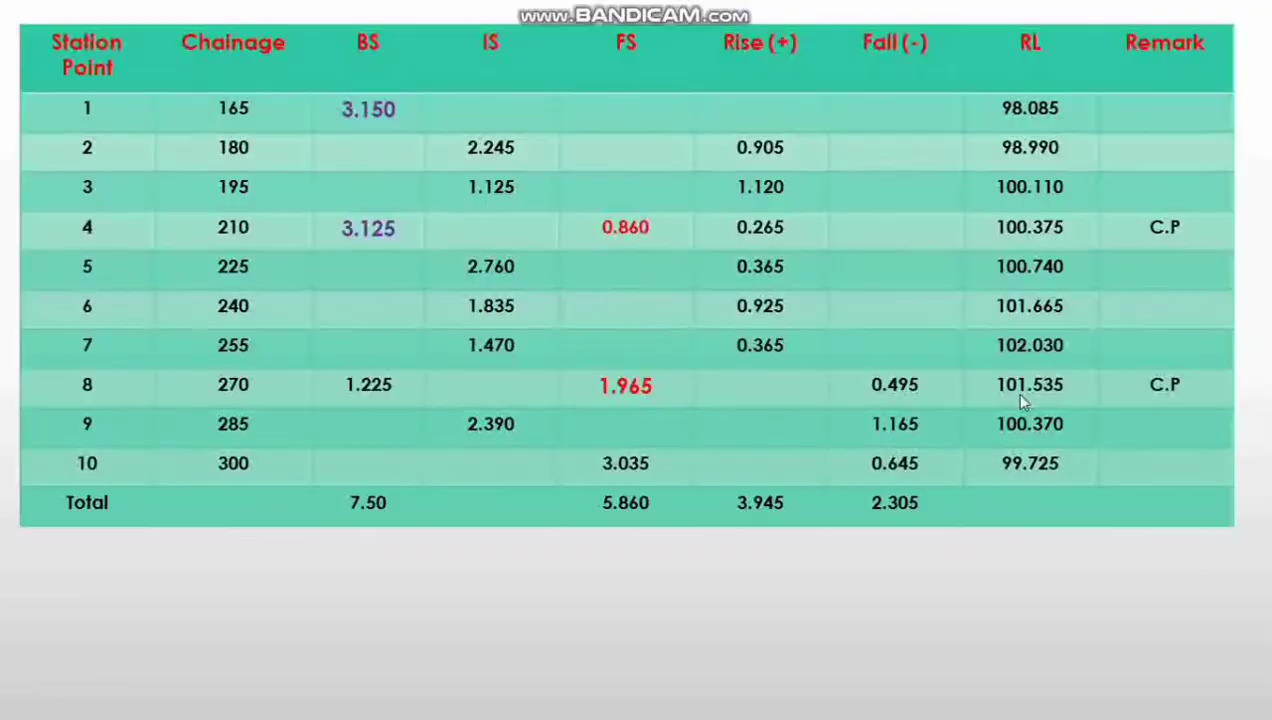 www.BANDICAM.com
Station Point Chainage BS IS FS Rise (+) Fall (-) RL Remark
1 165 3.150 98.085
2 180 2.245 0.905 98.990
3 195 1.125 1.120 100.110
4 210 3.125 0.860 0.265 100.375 C.P
5 225 2.760 0.365 100.740
6 240 1.835 0.925 101.665
7 255 1.470 0.365 102.030
8 270 1.225 1.965 0.495 101.535 C.P
9 285 2.390 1.165 100.370
10 300 3.035 0.645 99.725
Total 7.50 5.860 3.945 2.305